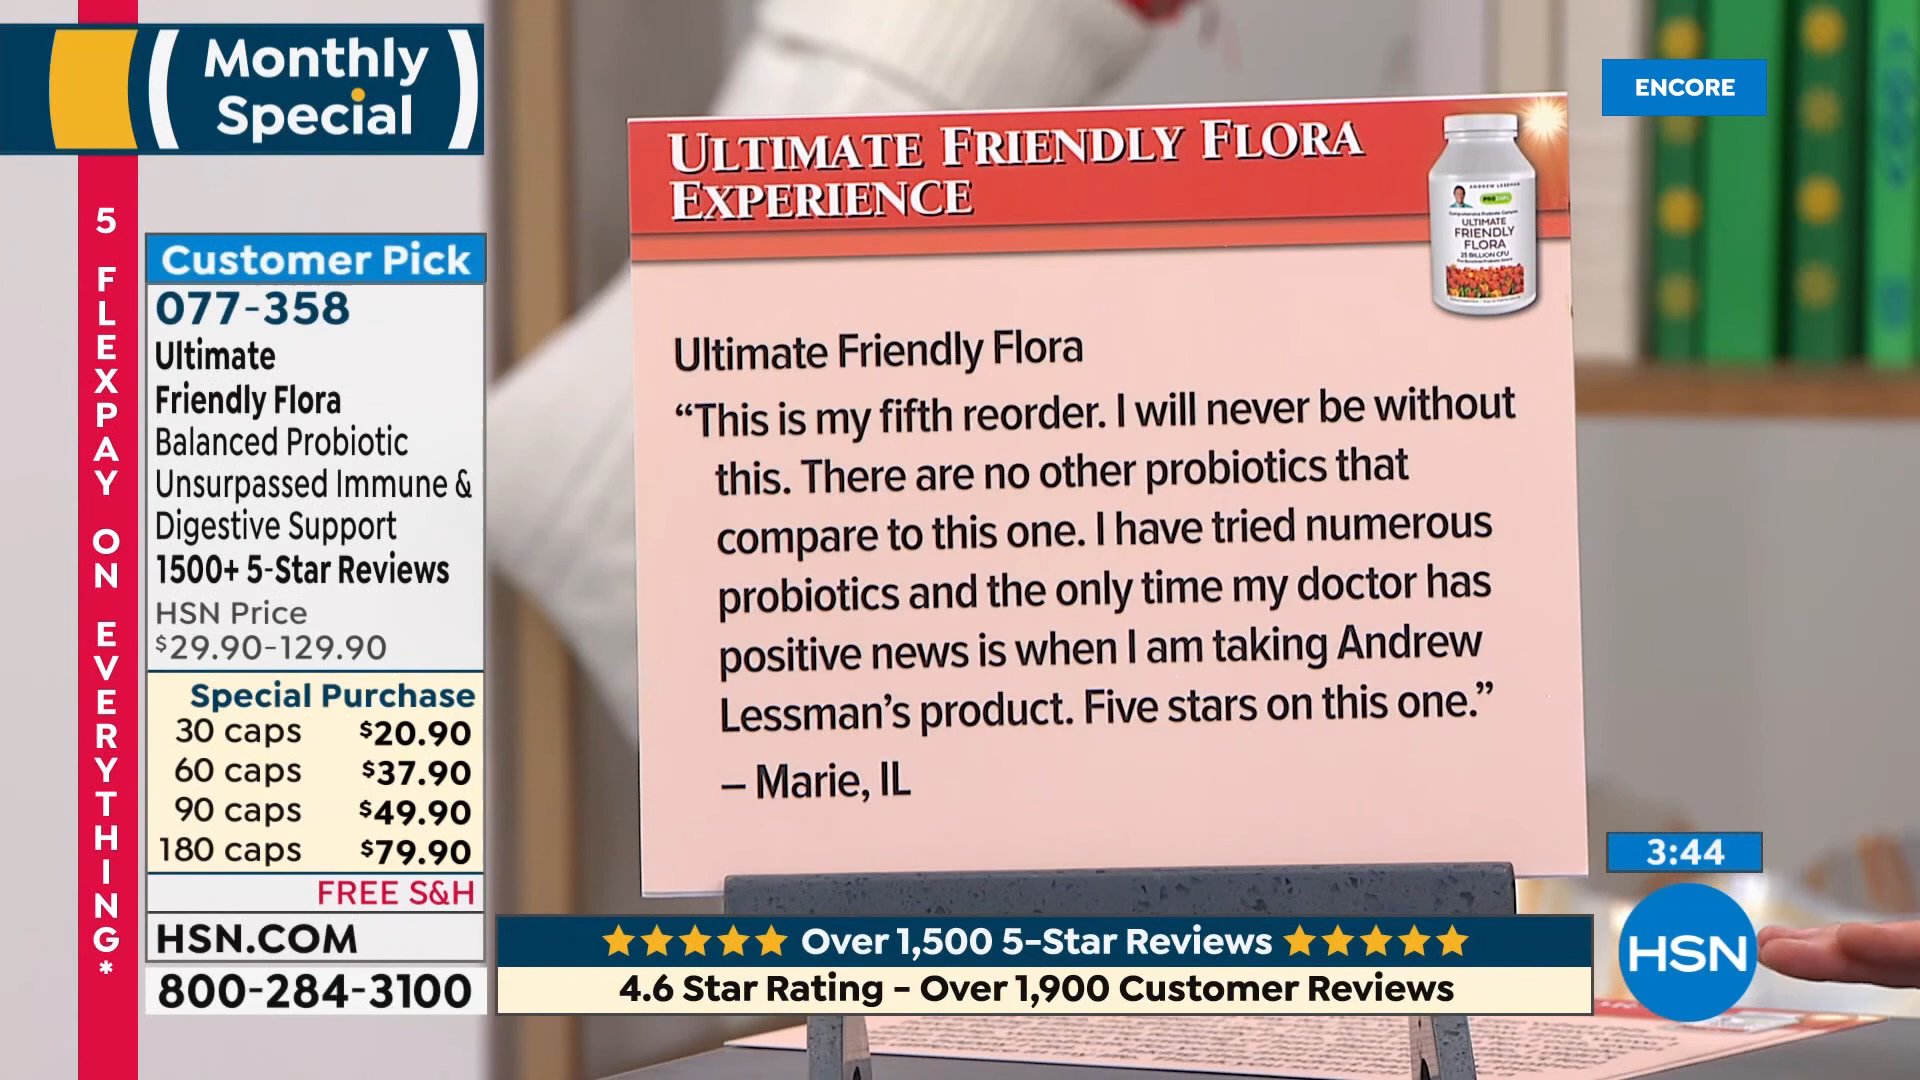 Monthly
Special
5 FLEXPAY ON EVERYTHING*
Customer Pick
077-358
Ultimate
Friendly Flora
Balanced Probiotic
Unsurpassed Immune &
Digestive Support
1500+ 5-Star Reviews
HSN Price
$29.90-129.90
Special Purchase
30 caps $20.90
60 caps $37.90
90 caps $49.90
180 caps $79.90
FREE S&H
HSN.COM
800-284-3100
ENCORE
ULTIMATE FRIENDLY FLORA
EXPERIENCE
ANDREW LESSMAN
PROCAPS
ULTIMATE
FRIENDLY
FLORA
25 BILLION CFU
Ultimate Friendly Flora
“This is my fifth reorder. I will never be without
this. There are no other probiotics that
compare to this one. I have tried numerous
probiotics and the only time my doctor has
positive news is when I am taking Andrew
Lessman’s product. Five stars on this one.”
– Marie, IL
★★★★★ Over 1,500 5-Star Reviews ★★★★★
4.6 Star Rating – Over 1,900 Customer Reviews
3:44
HSN